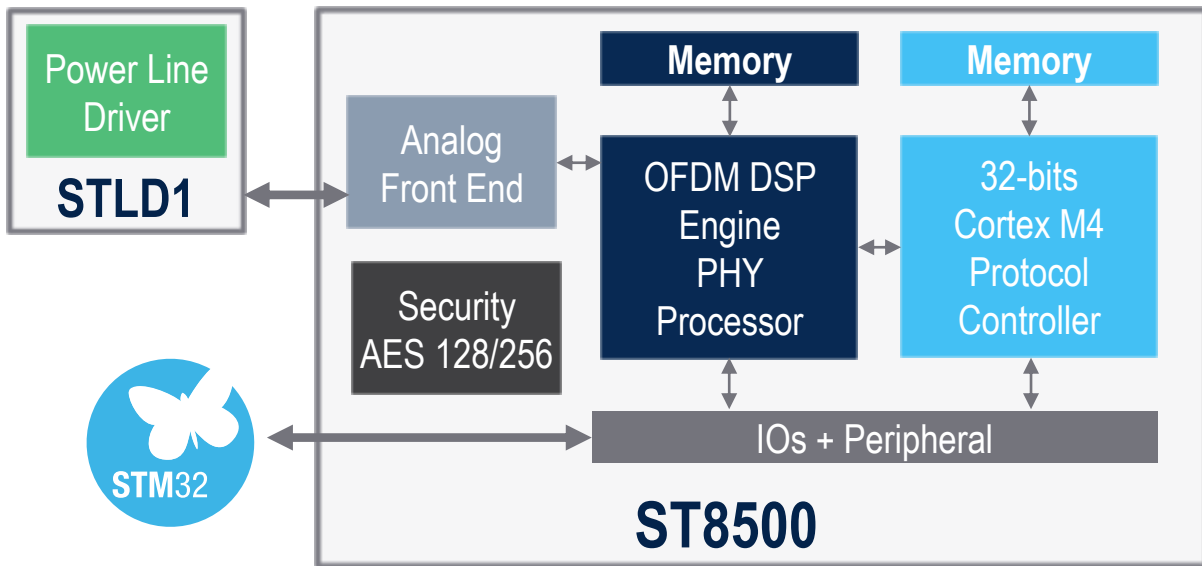 Power Line
Driver
STLD1
Memory
Memory
Analog
Front End
OFDM DSP
Engine
PHY
Processor
32-bits
Cortex M4
Protocol
Controller
Security
AES 128/256
STM32
IOs + Peripheral
ST8500